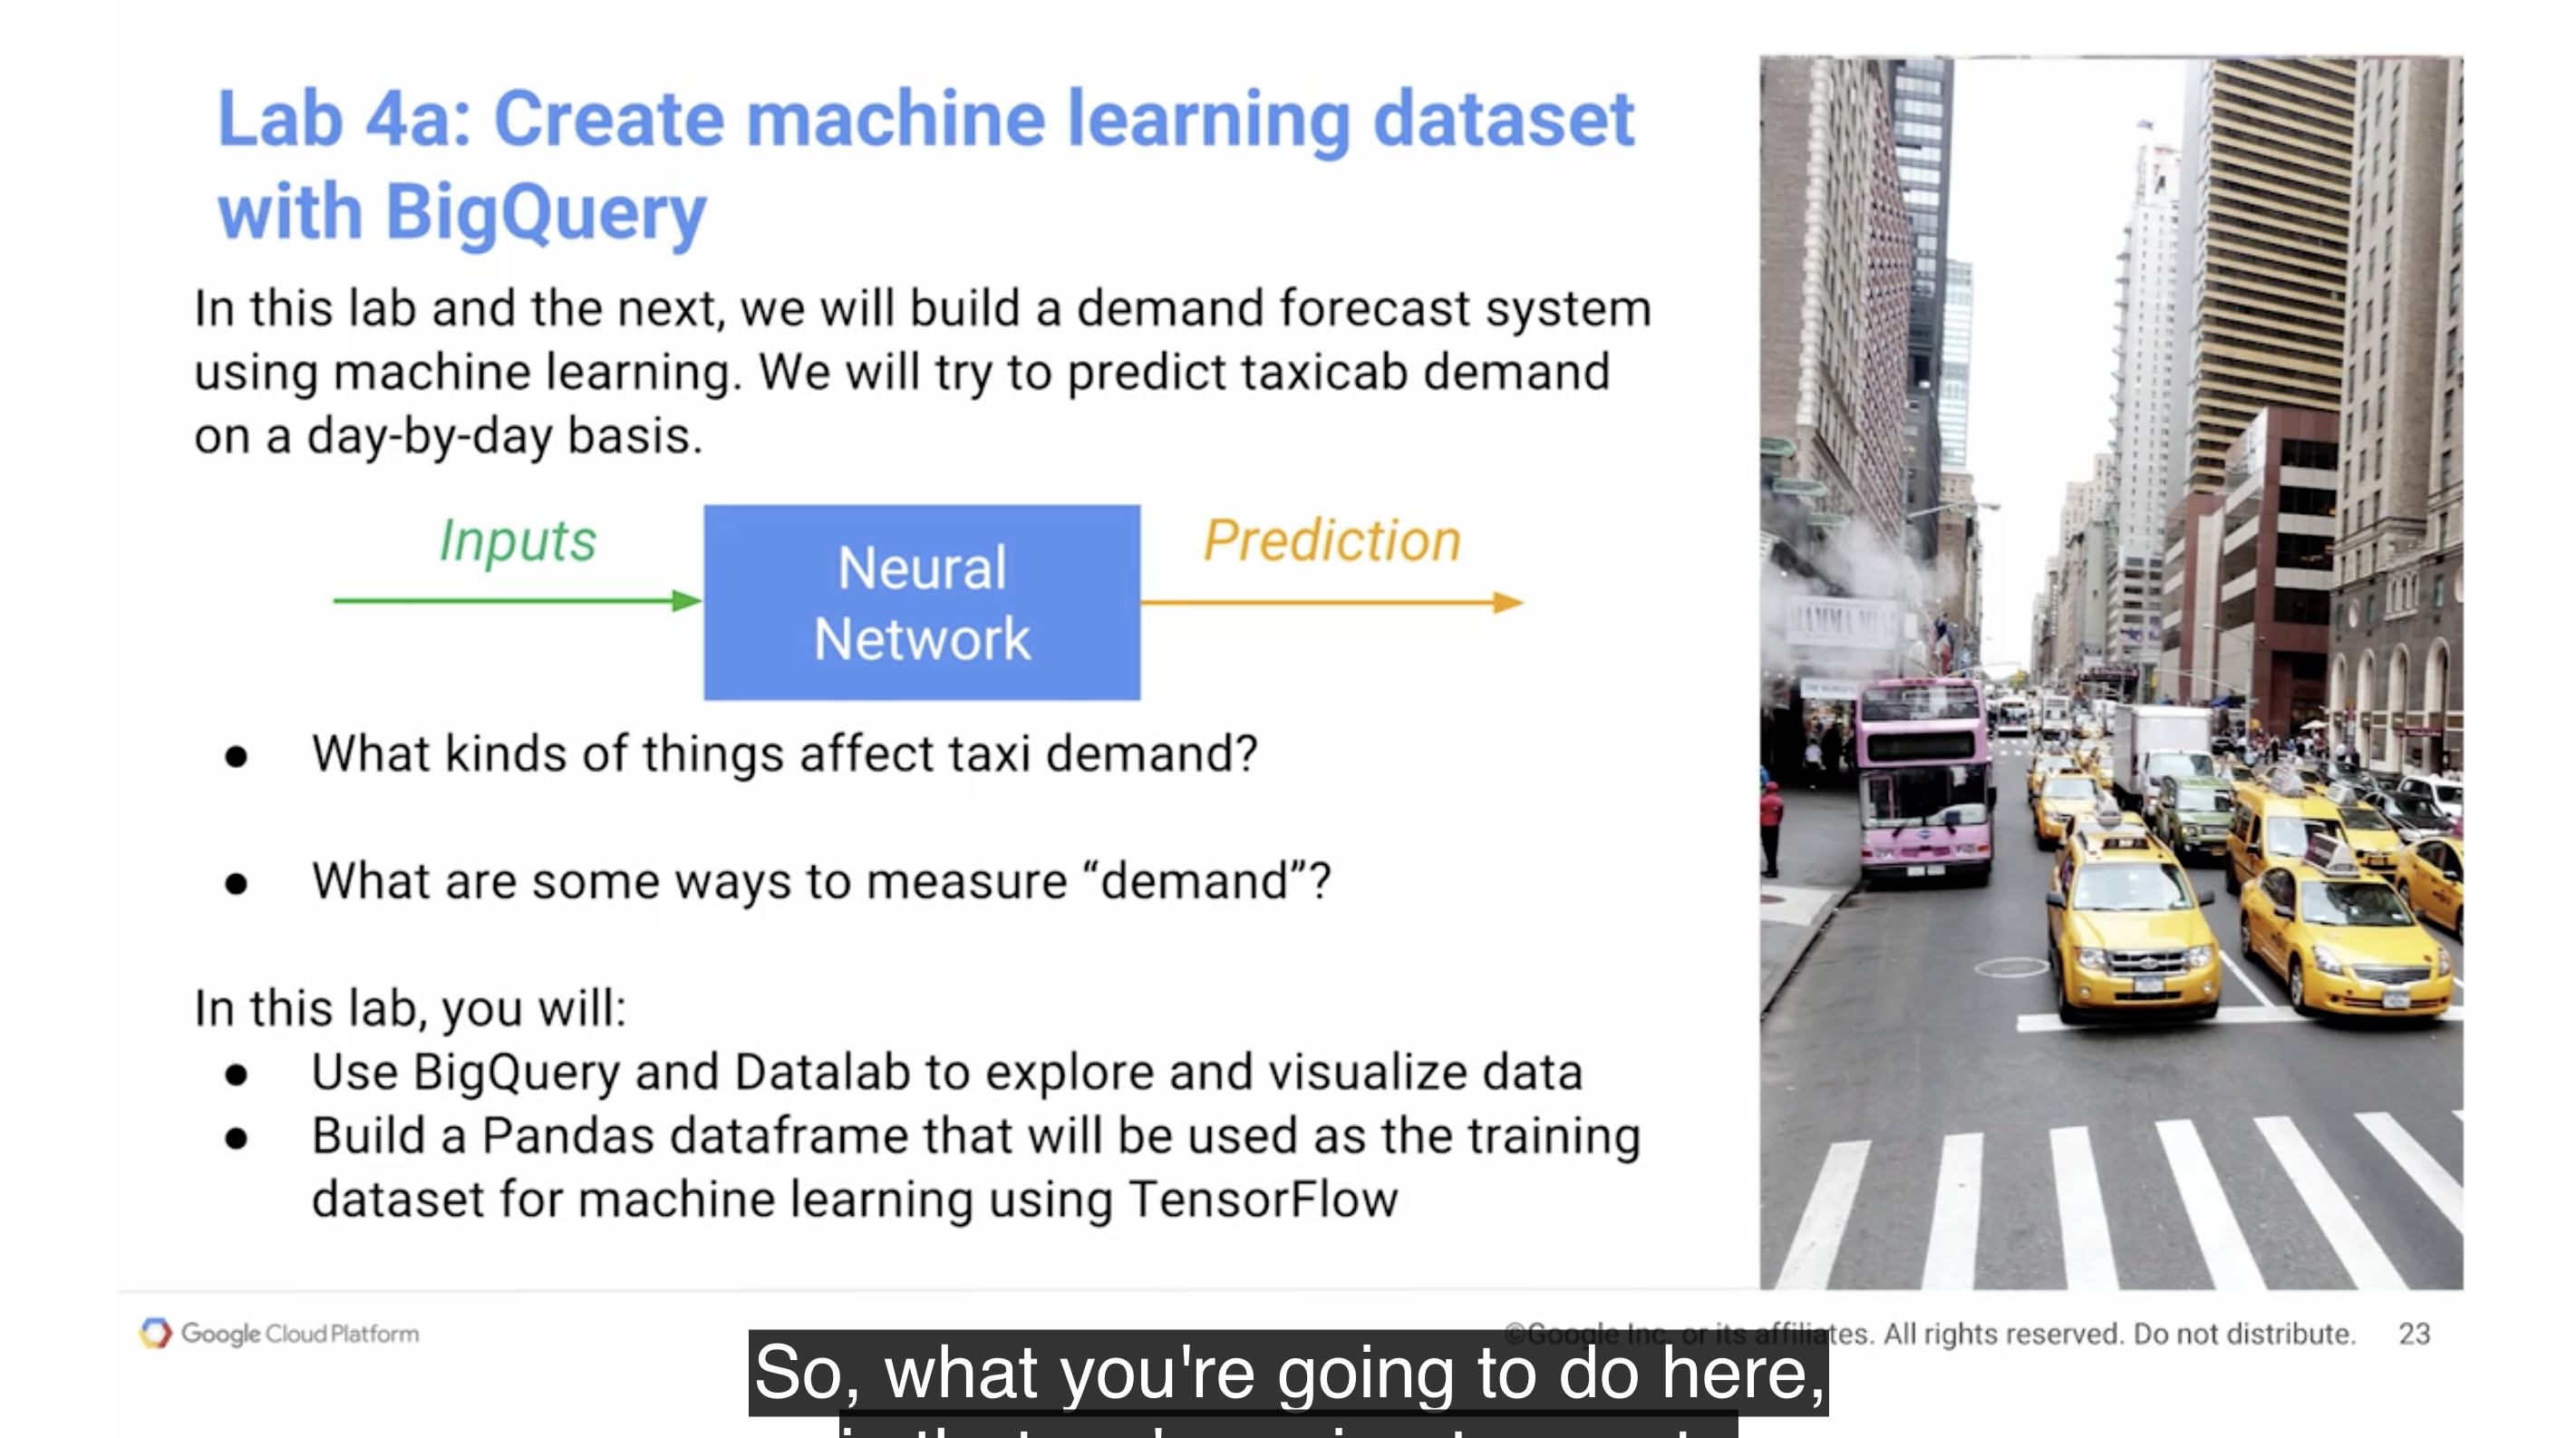 Lab 4a: Create machine learning dataset
with BigQuery
In this lab and the next, we will build a demand forecast system
using machine learning. We will try to predict taxicab demand
on a day-by-day basis.
Inputs
Neural
Network
Prediction
● What kinds of things affect taxi demand?
● What are some ways to measure “demand”?
In this lab, you will:
● Use BigQuery and Datalab to explore and visualize data
● Build a Pandas dataframe that will be used as the training
dataset for machine learning using TensorFlow
Google Cloud Platform
©Google Inc. or its affiliates. All rights reserved. Do not distribute. 23
So, what you're going to do here,